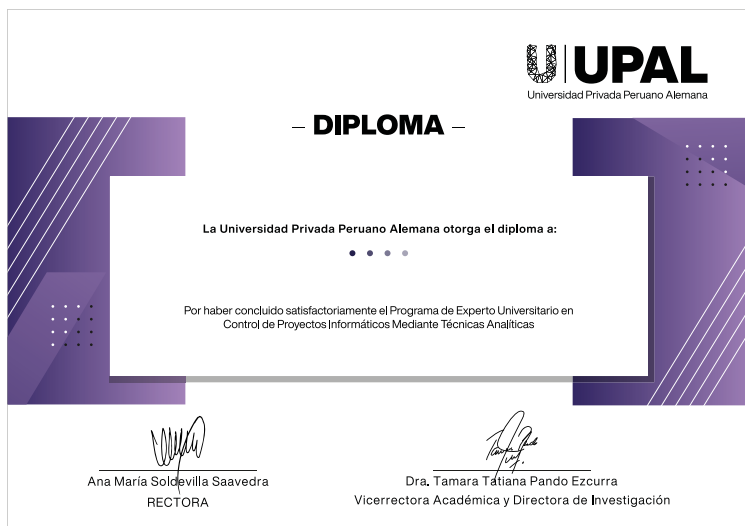 UPAL
Universidad Privada Peruano Alemana
– DIPLOMA –
La Universidad Privada Peruano Alemana otorga el diploma a:
Por haber concluido satisfactoriamente el Programa de Experto Universitario en
Control de Proyectos Informáticos Mediante Técnicas Analíticas
Ana María Soldevilla Saavedra
RECTORA
Dra. Tamara Tatiana Pando Ezcurra
Vicerrectora Académica y Directora de Investigación